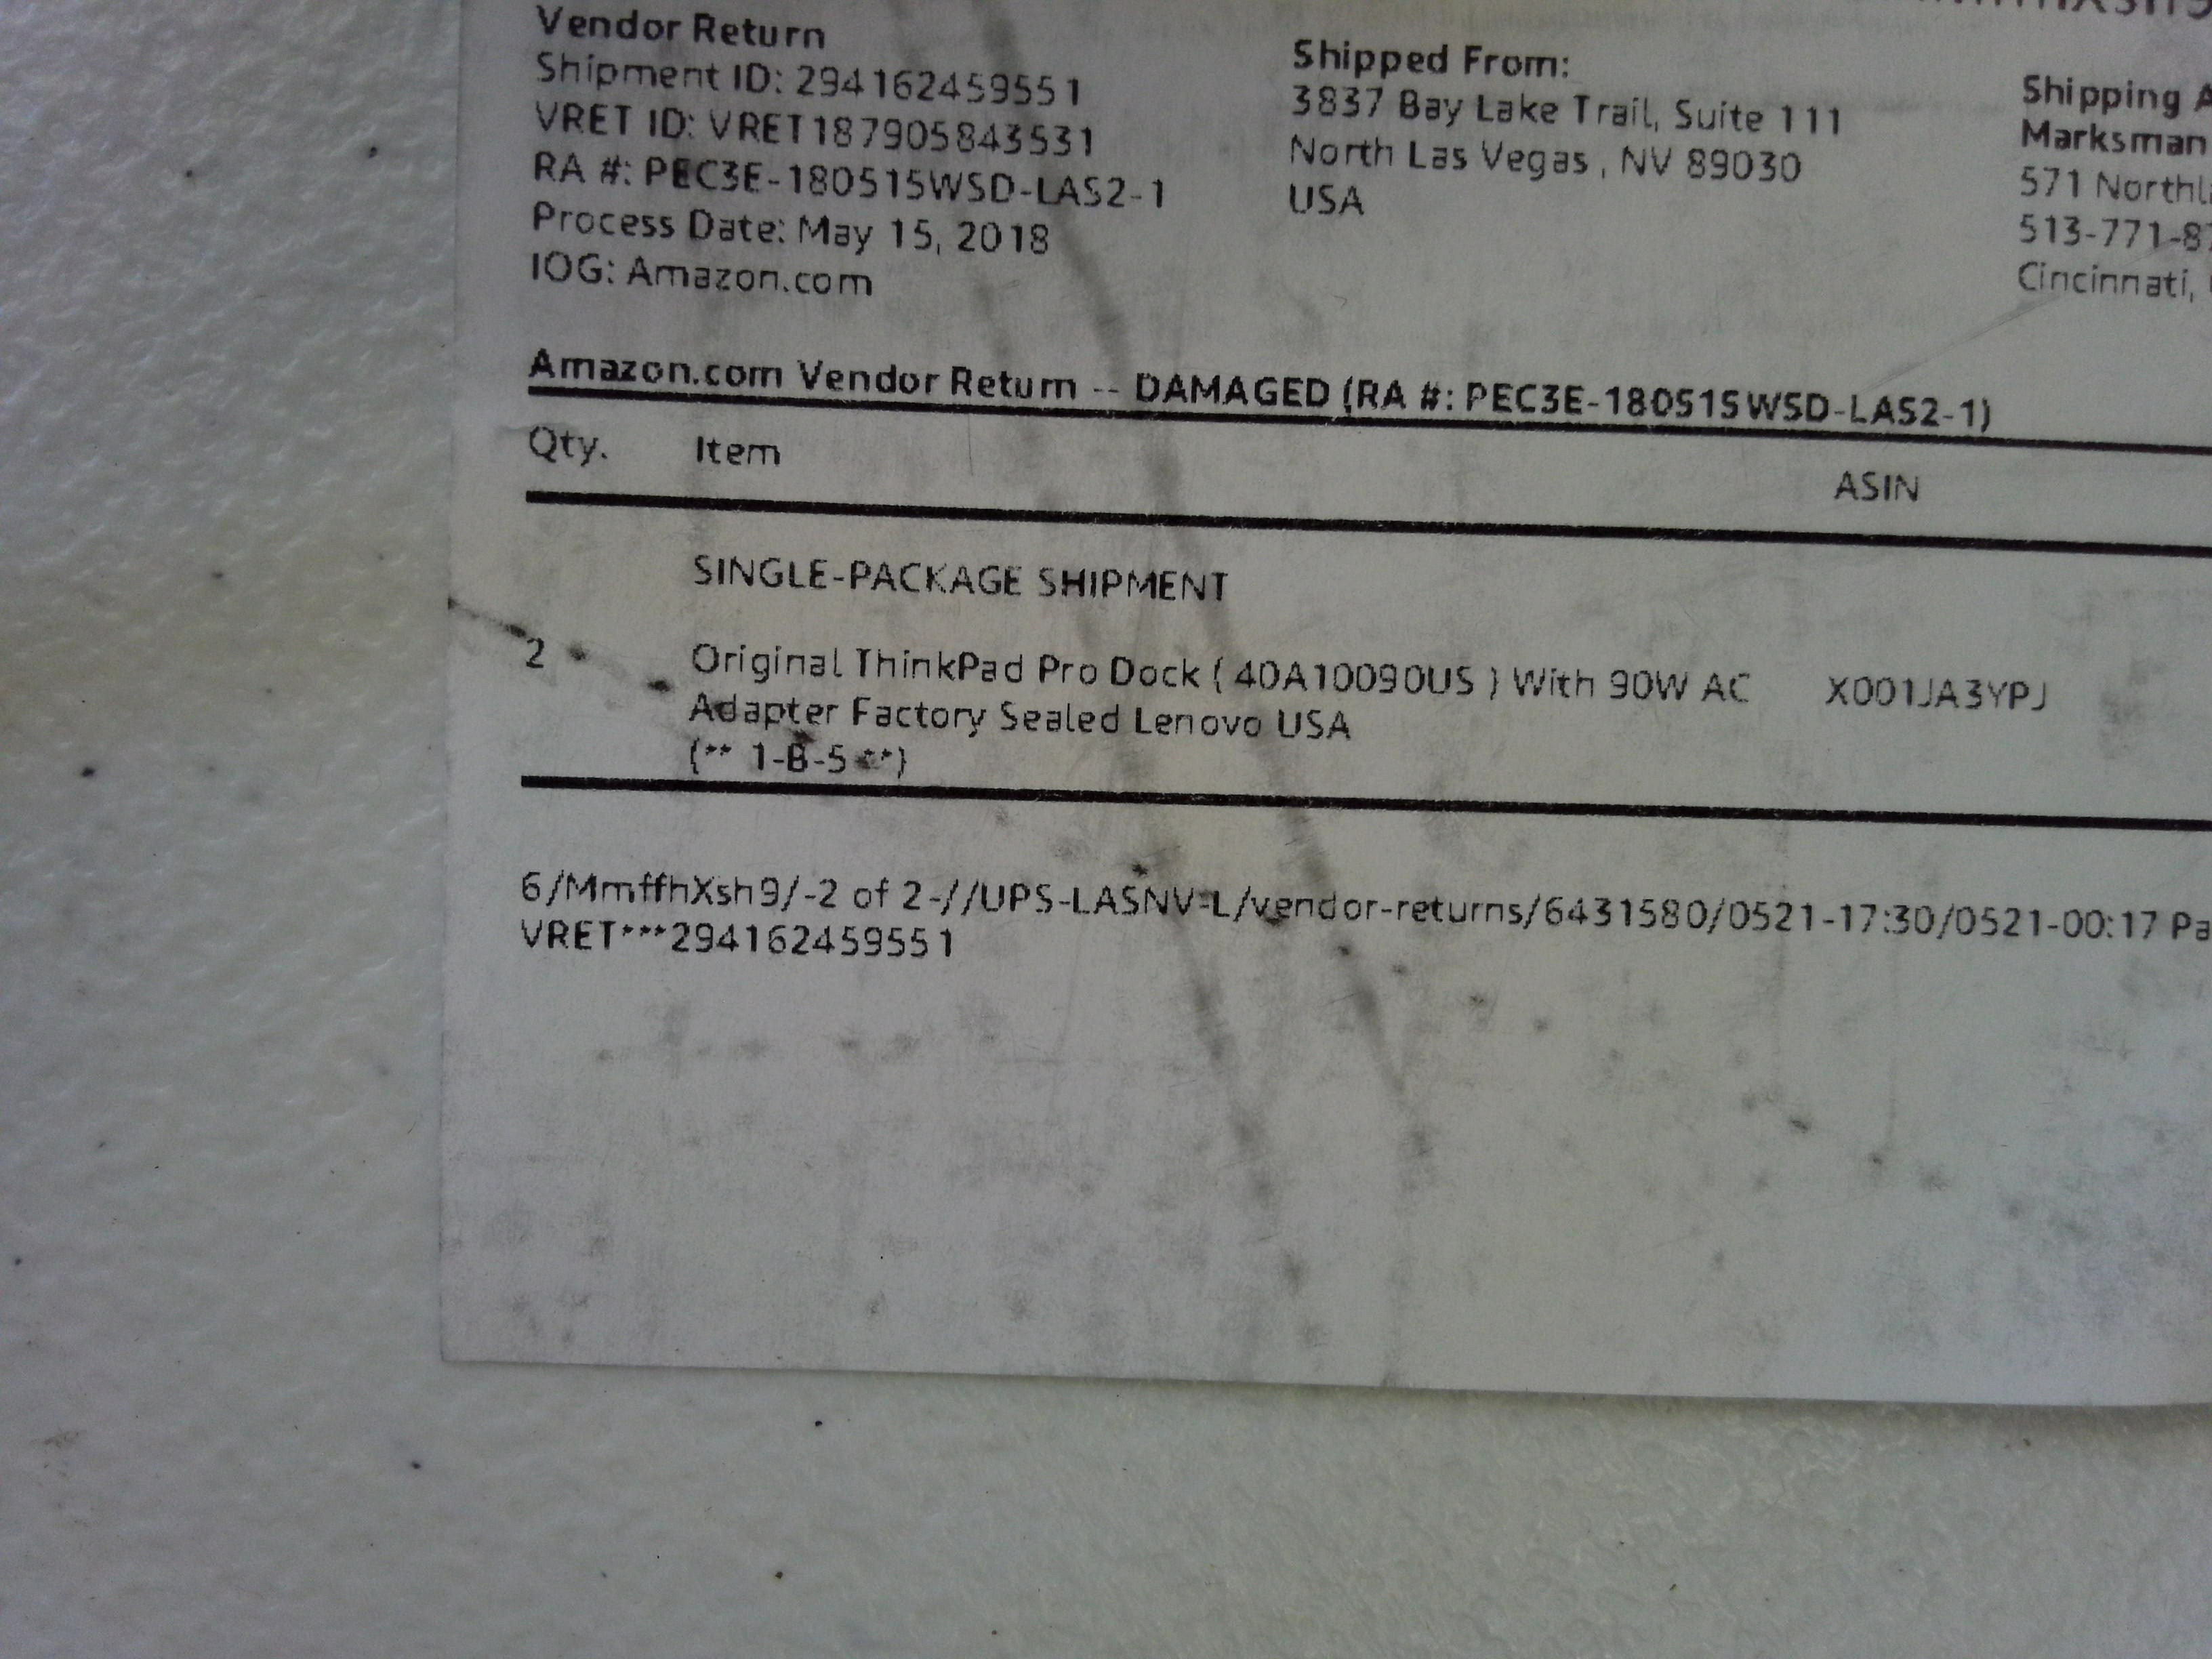 Vendor Return
Shipment ID: 294162459551
VRET ID: VRET187905843531
RA #: PEC3E-180515WSD-LAS2-1
Process Date: May 15, 2018
IOG: Amazon.com
Shipped From:
3837 Bay Lake Trail, Suite 111
North Las Vegas , NV 89030
USA
Shipping
Marksman
571
513-771-
Cincinnati,
Amazon.com Vendor Return -- DAMAGED (RA #: PEC3E-180515WSD-LAS2-1)
Qty. Item ASIN
SINGLE-PACKAGE SHIPMENT
2 Original ThinkPad Pro Dock ( 40A10090US ) With 90W AC X001JA3YPJ
Adapter Factory Sealed Lenovo USA
(** 1-B-5 **)
6/MmffhXsh9/-2 of 2-//UPS-LASNV-L/vendor-returns/6431580/0521-17:30/0521-00:17
VRET***294162459551